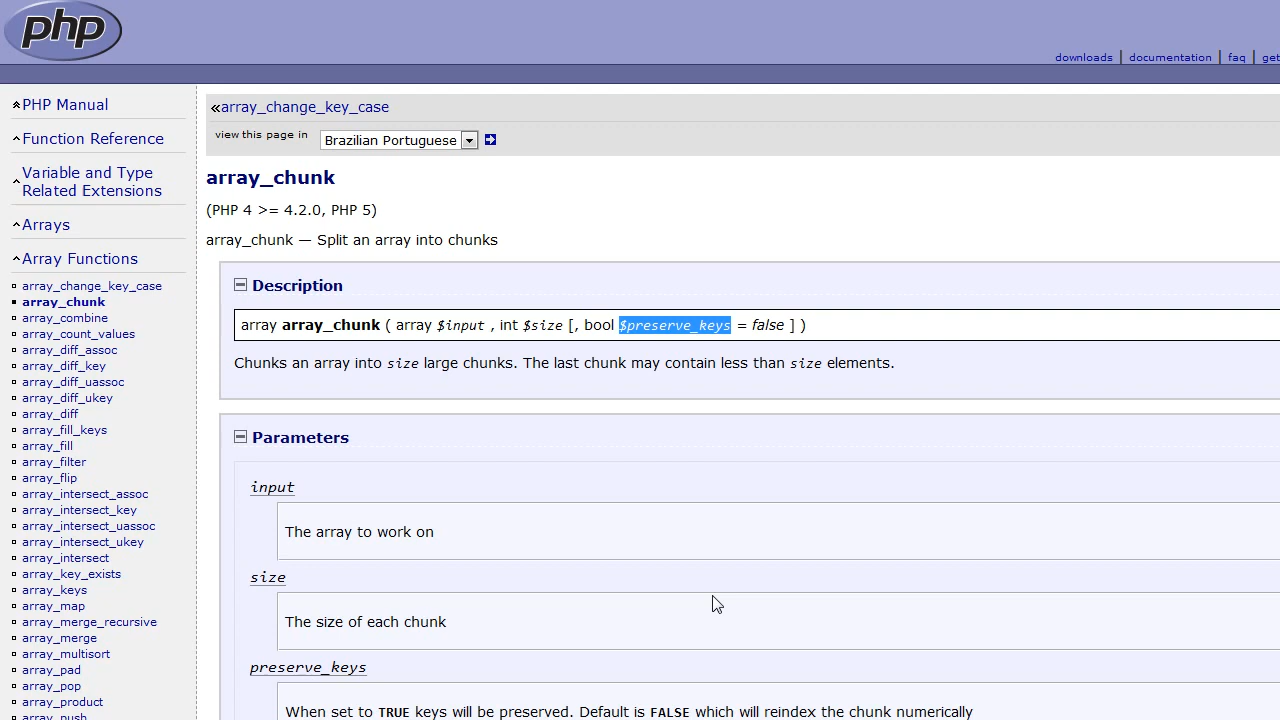 php
downloads | documentation | faq | get
PHP Manual
Function Reference
Variable and Type
Related Extensions
Arrays
Array Functions
array_change_key_case
array_chunk
array_combine
array_count_values
array_diff_assoc
array_diff_key
array_diff_uassoc
array_diff_ukey
array_diff
array_fill_keys
array_fill
array_filter
array_flip
array_intersect_assoc
array_intersect_key
array_intersect_uassoc
array_intersect_ukey
array_intersect
array_key_exists
array_keys
array_map
array_merge_recursive
array_merge
array_multisort
array_pad
array_pop
array_product
array_push
«array_change_key_case
view this page in Brazilian Portuguese
array_chunk
(PHP 4 >= 4.2.0, PHP 5)
array_chunk — Split an array into chunks
Description
array array_chunk ( array $input , int $size [, bool $preserve_keys = false ] )
Chunks an array into size large chunks. The last chunk may contain less than size elements.
Parameters
input
The array to work on
size
The size of each chunk
preserve_keys
When set to TRUE keys will be preserved. Default is FALSE which will reindex the chunk numerically